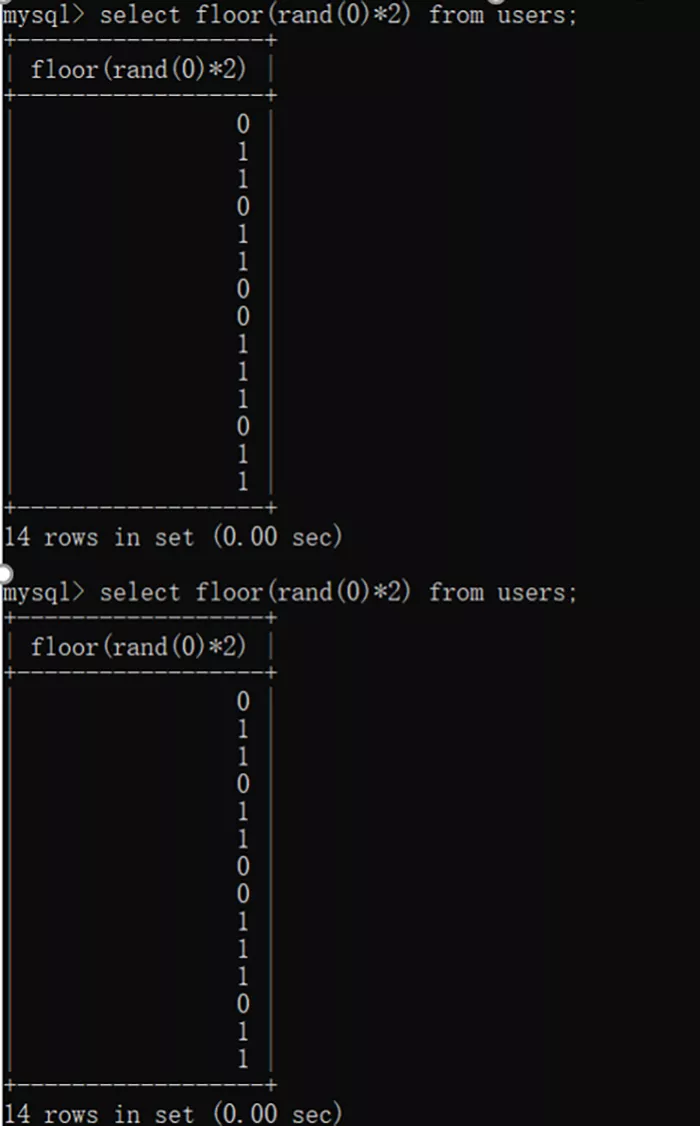 mysql> select floor(rand(0)*2) from users;
+------------------+
| floor(rand(0)*2) |
+------------------+
| 0 |
| 1 |
| 1 |
| 0 |
| 1 |
| 1 |
| 0 |
| 0 |
| 1 |
| 1 |
| 1 |
| 0 |
| 1 |
| 1 |
+------------------+
14 rows in set (0.00 sec)
mysql> select floor(rand(0)*2) from users;
+------------------+
| floor(rand(0)*2) |
+------------------+
| 0 |
| 1 |
| 1 |
| 0 |
| 1 |
| 1 |
| 0 |
| 0 |
| 1 |
| 1 |
| 1 |
| 0 |
| 1 |
| 1 |
+------------------+
14 rows in set (0.00 sec)